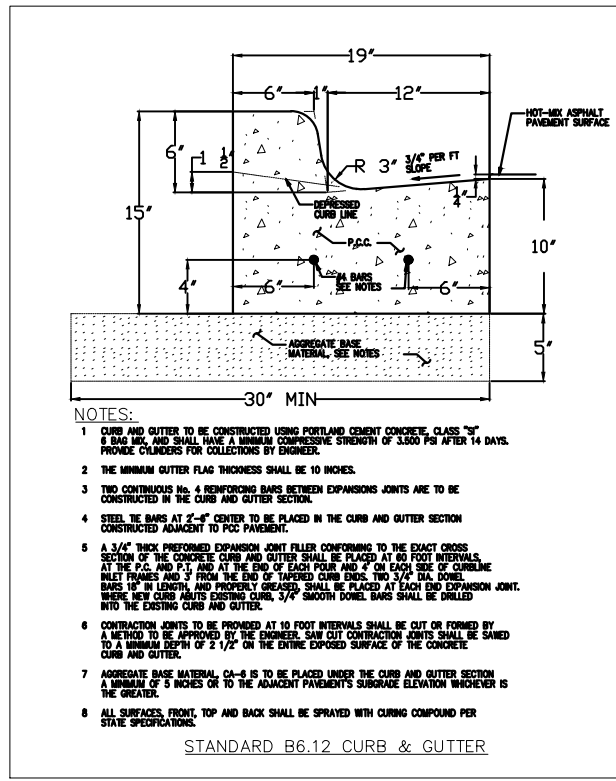 19"
6" 1" 12"
HOT-MIX ASPHALT
PAVEMENT SURFACE
6" 1 1/2"
R 3"
3/4" PER FT
SLOPE
1/4"
DEPRESSED
CURB LINE
15"
P.C.C.
10"
#4 BARS
SEE NOTES
4" 6" 6"
AGGREGATE BASE
MATERIAL, SEE NOTES
5"
30" MIN
NOTES:
1 CURB AND GUTTER TO BE CONSTRUCTED USING PORTLAND CEMENT CONCRETE, CLASS "SI"
6 BAG MIX, AND SHALL HAVE A MINIMUM COMPRESSIVE STRENGTH OF 3.500 PSI AFTER 14 DAYS.
PROVIDE CYLINDERS FOR COLLECTIONS BY ENGINEER.
2 THE MINIMUM GUTTER FLAG THICKNESS SHALL BE 10 INCHES.
3 TWO CONTINUOUS No. 4 REINFORCING BARS BETWEEN EXPANSIONS JOINTS ARE TO BE
CONSTRUCTED IN THE CURB AND GUTTER SECTION.
4 STEEL TIE BARS AT 2'-6" CENTER TO BE PLACED IN THE CURB AND GUTTER SECTION
CONSTRUCTED ADJACENT TO PCC PAVEMENT.
5 A 3/4" THICK PREFORMED EXPANSION JOINT FILLER CONFORMING TO THE EXACT CROSS
SECTION OF THE CONCRETE CURB AND GUTTER SHALL BE PLACED AT 60 FOOT INTERVALS,
AT THE P.C. AND P.T, AND AT THE END OF EACH POUR AND 4' ON EACH SIDE OF CURBLINE
INLET FRAMES AND 3' FROM THE END OF TAPERED CURB ENDS. TWO 3/4" DIA. DOWEL
BARS 18" IN LENGTH, AND PROPERLY GREASED, SHALL BE PLACED AT EACH END EXPANSION JOINT.
WHERE NEW CURB ABUTS EXISTING CURB, 3/4" SMOOTH DOWEL BARS SHALL BE DRILLED
INTO THE EXISTING CURB AND GUTTER.
6 CONTRACTION JOINTS TO BE PROVIDED AT 10 FOOT INTERVALS SHALL BE CUT OR FORMED BY
A METHOD TO BE APPROVED BY THE ENGINEER. SAW CUT CONTRACTION JOINTS SHALL BE SAWED
TO A MINIMUM DEPTH OF 2 1/2" ON THE ENTIRE EXPOSED SURFACE OF THE CONCRETE
CURB AND GUTTER.
7 AGGREGATE BASE MATERIAL, CA-6 IS TO BE PLACED UNDER THE CURB AND GUTTER SECTION
A MINIMUM OF 5 INCHES OR TO THE ADJACENT PAVEMENT'S SUBGRADE ELEVATION WHICHEVER IS
THE GREATER.
8 ALL SURFACES, FRONT, TOP AND BACK SHALL BE SPRAYED WITH CURING COMPOUND PER
STATE SPECIFICATIONS.
STANDARD B6.12 CURB & GUTTER